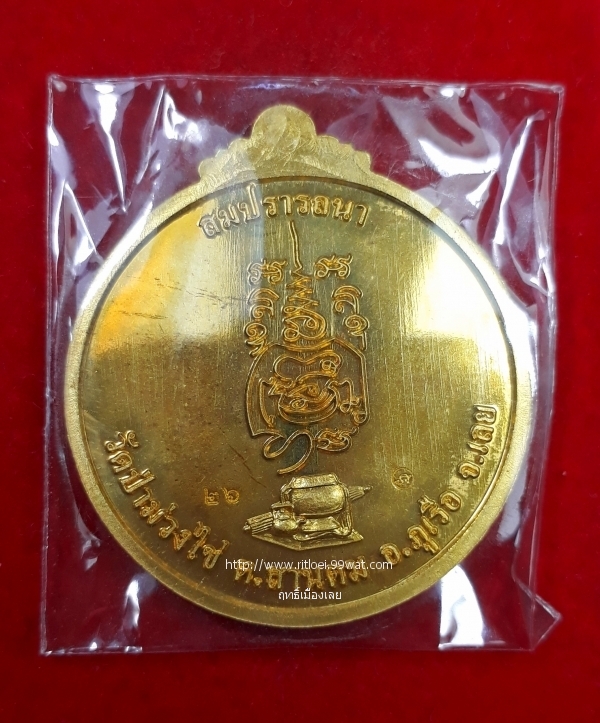 สมปรารถนา
๒๖
วัดป่าม่วงไข่ ต.สานตม อ.ภูเรือ จ.เลย
http://www.ritloei.99wat.com
ฤทธิ์เมืองเลย